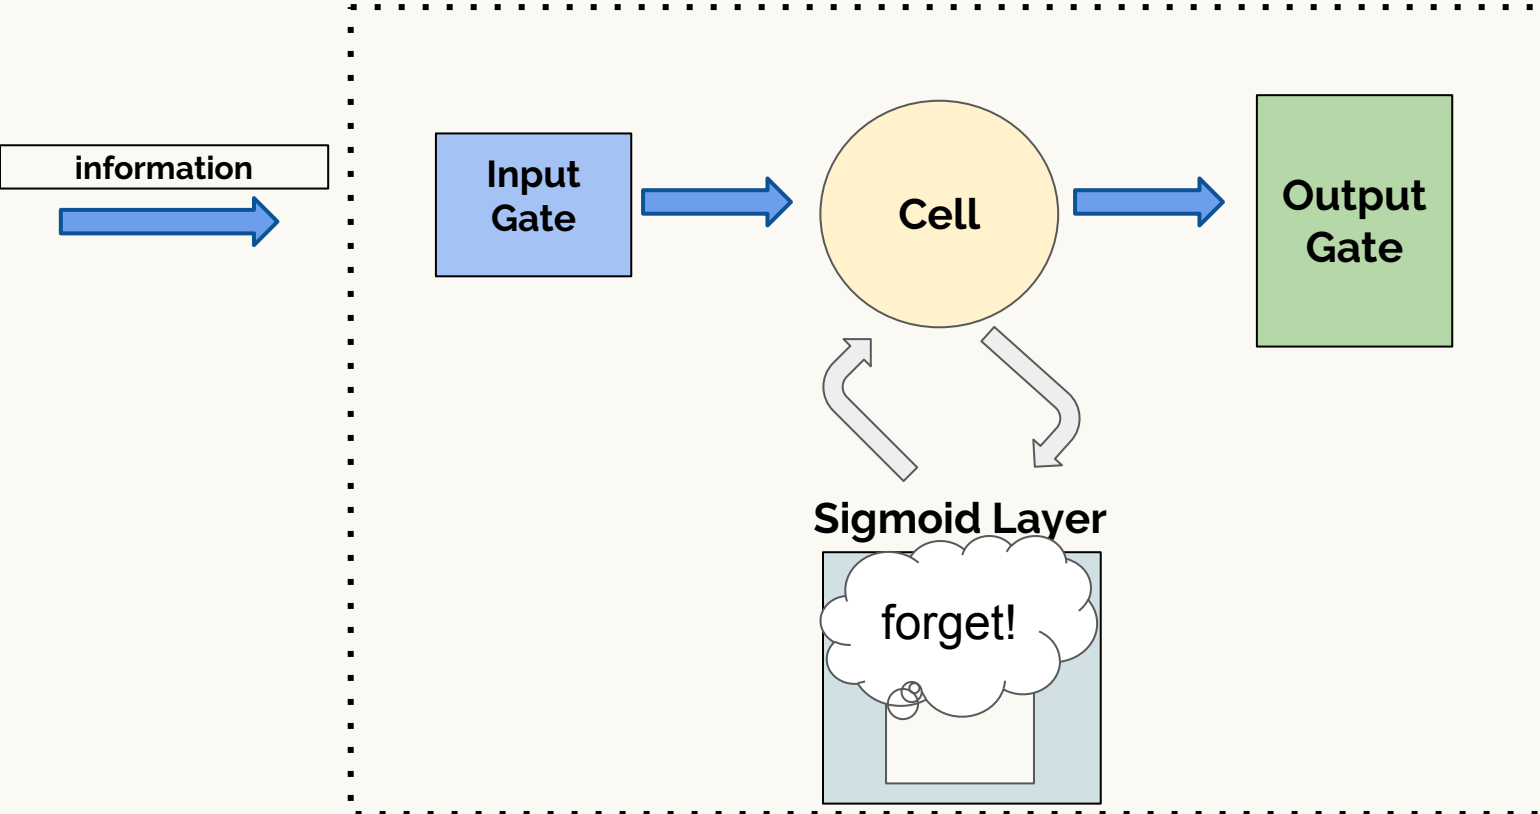 information
Input
Gate
Cell
Output
Gate
Sigmoid Layer
forget!